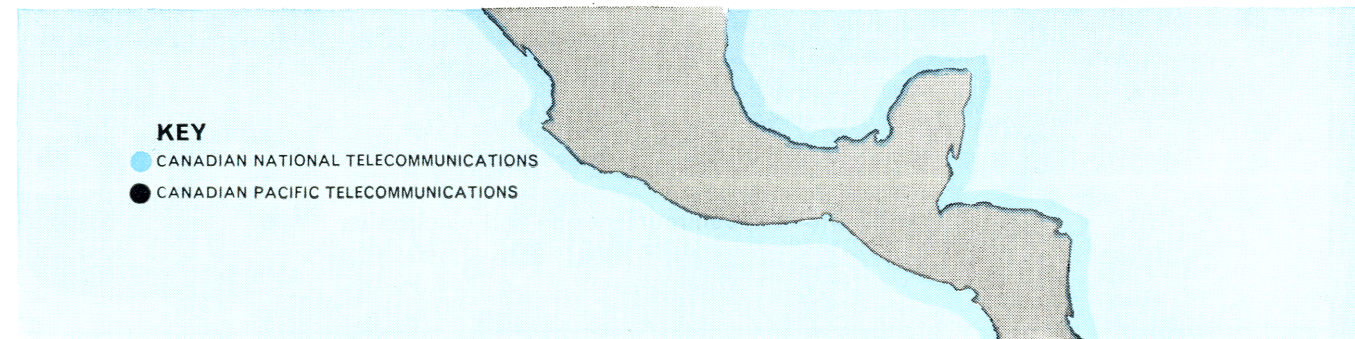 KEY
CANADIAN NATIONAL TELECOMMUNICATIONS
CANADIAN PACIFIC TELECOMMUNICATIONS